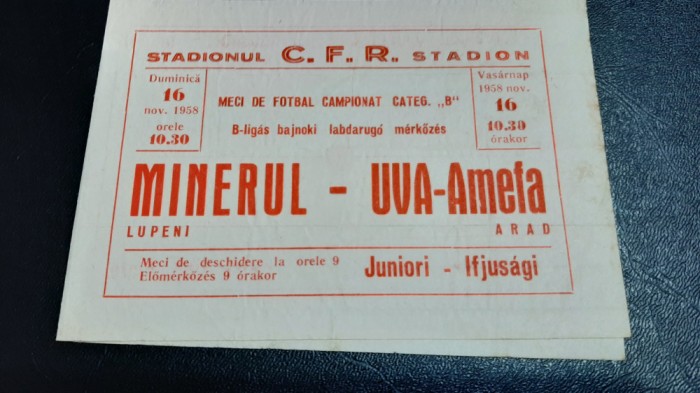 STADIONUL C. F. R. STADION
Duminică
16
nov. 1958
orele
10.30
MECI DE FOTBAL CAMPIONAT CATEG. „B"
B-ligás bajnoki labdarugó mérkőzés
Vasárnap
1958 nov.
16
10.30
órakor
MINERUL - UVA-Amefa
LUPENI ARAD
Meci de deschidere la orele 9
Előmérkőzés 9 órakor
Juniori - Ifjusági